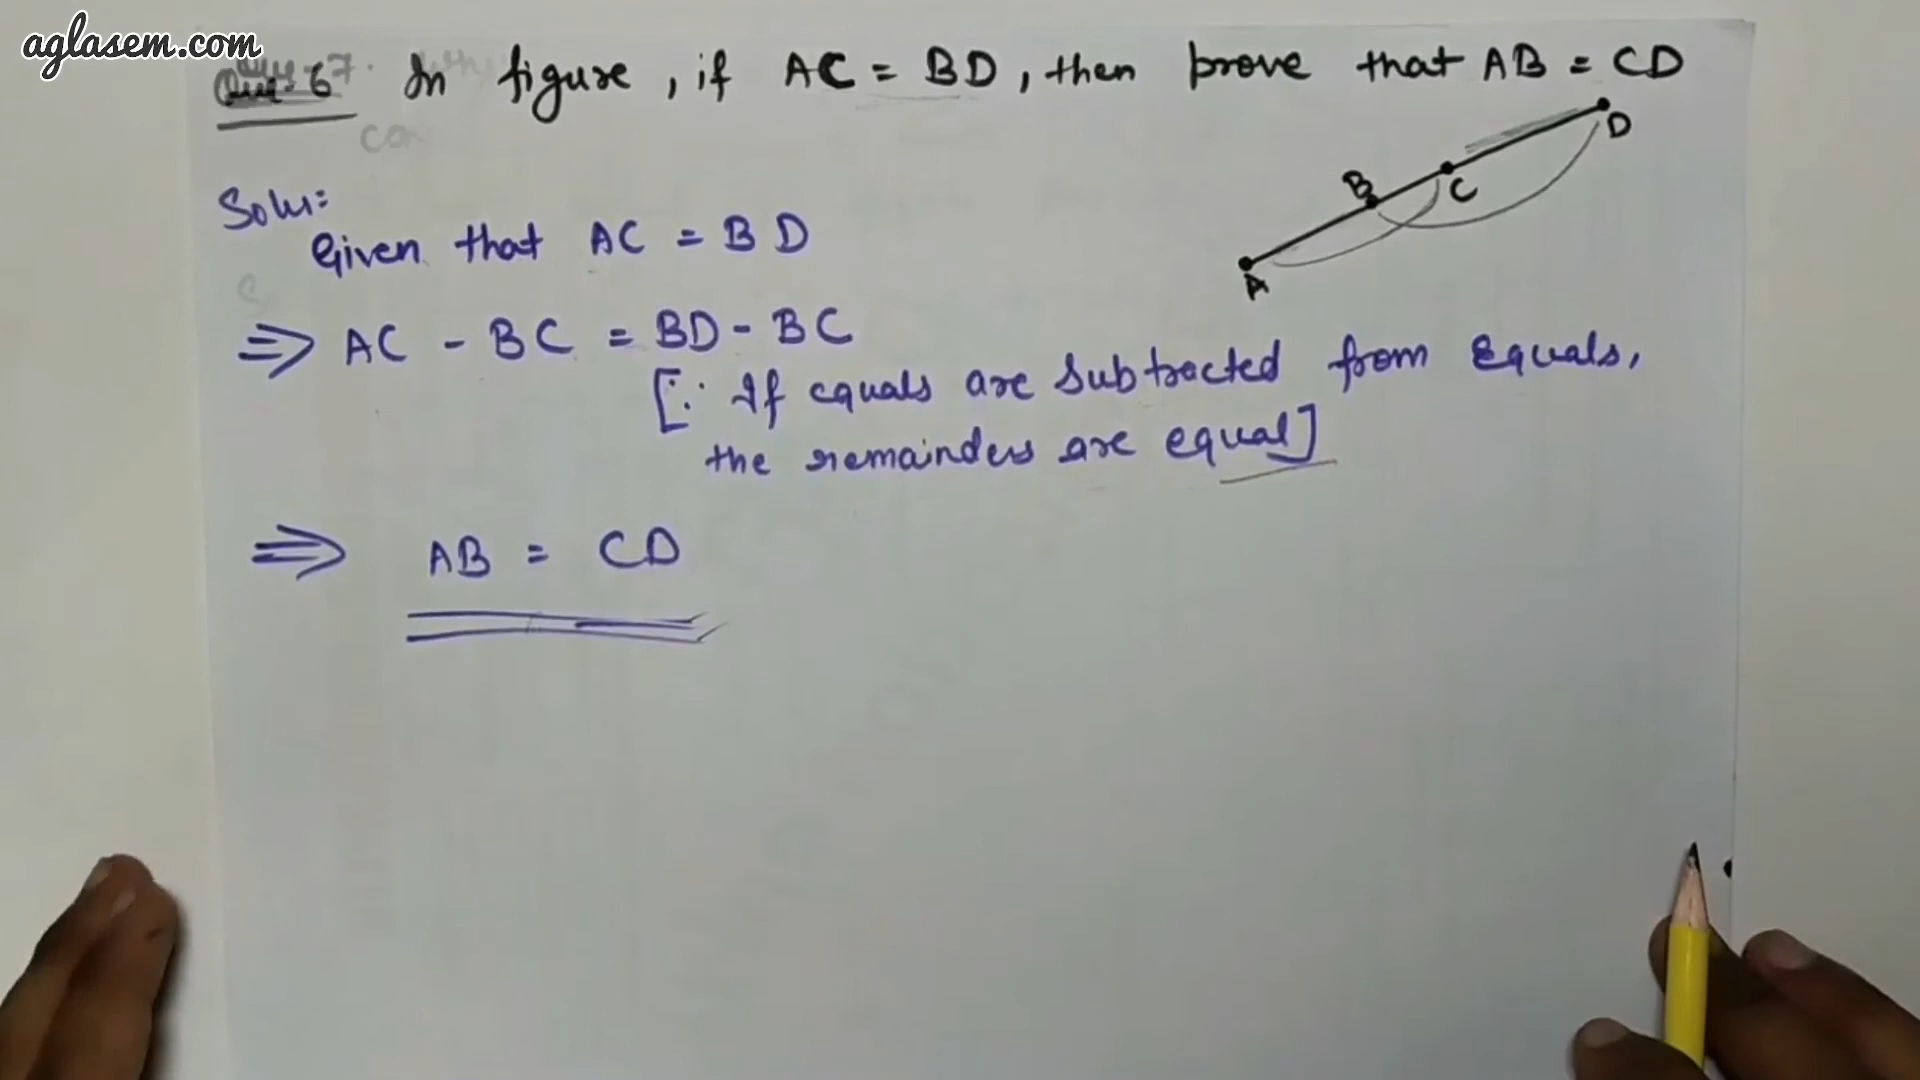 aglasem.com
In figure, if AC = BD, then prove that AB = CD
D
B
C
A
Soln:
Given that AC = BD
⇒ AC - BC = BD - BC
[∵ If equals are subtracted from equals,
the remainders are equal]
⇒ AB = CD